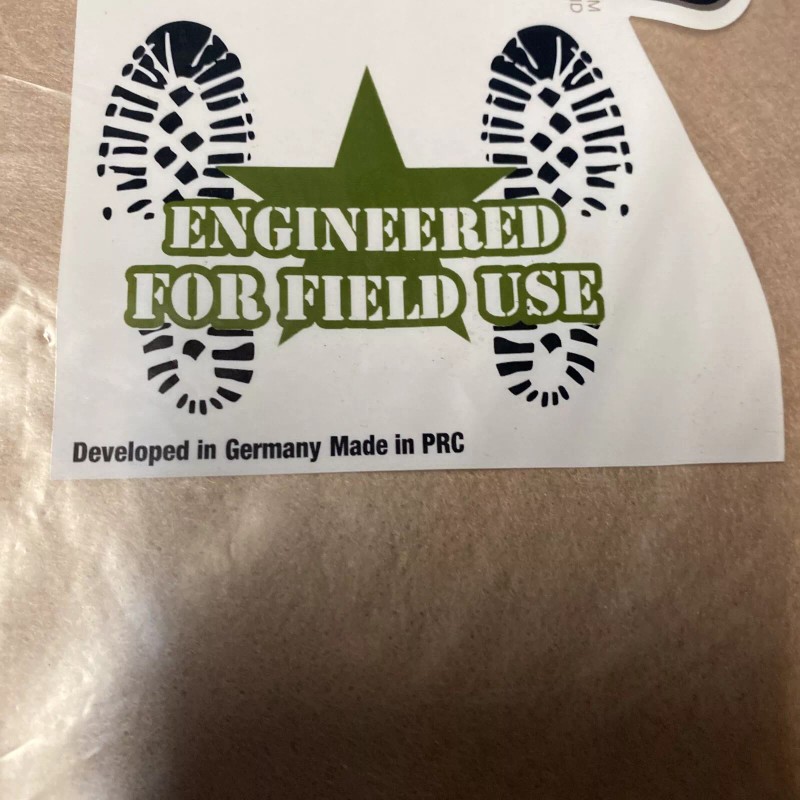 ENGINEERED
FOR FIELD USE
Developed in Germany Made in PRC